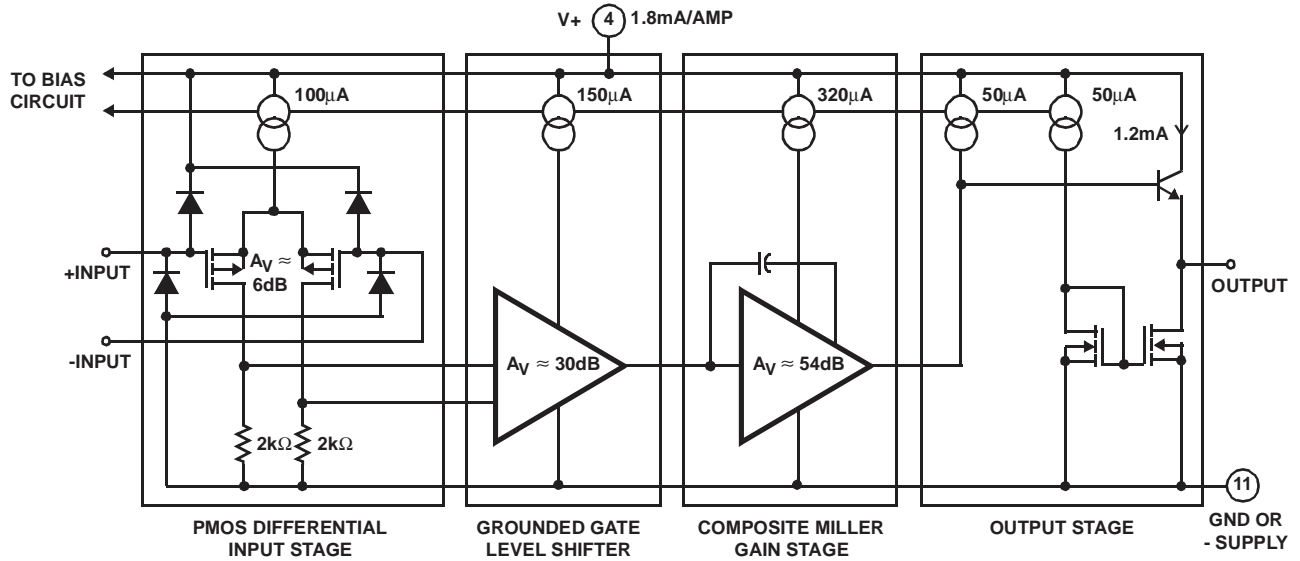 V+ 4 1.8mA/AMP
TO BIAS
CIRCUIT
100μA
150μA
320μA
50μA
50μA
1.2mA
+INPUT
AV ≈
6dB
-INPUT
AV ≈ 30dB
AV ≈ 54dB
OUTPUT
2kΩ
2kΩ
11
GND OR
- SUPPLY
PMOS DIFFERENTIAL
INPUT STAGE
GROUNDED GATE
LEVEL SHIFTER
COMPOSITE MILLER
GAIN STAGE
OUTPUT STAGE